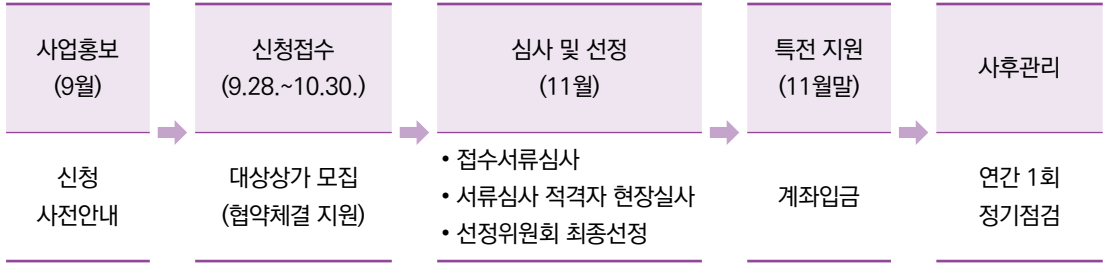 사업홍보
(9월)
신청
사전안내
신청접수
(9.28.~10.30.)
대상상가 모집
(협약체결 지원)
심사 및 선정
(11월)
• 접수서류심사
• 서류심사 적격자 현장실사
• 선정위원회 최종선정
특전 지원
(11월말)
계좌입금
사후관리
연간 1회
정기점검